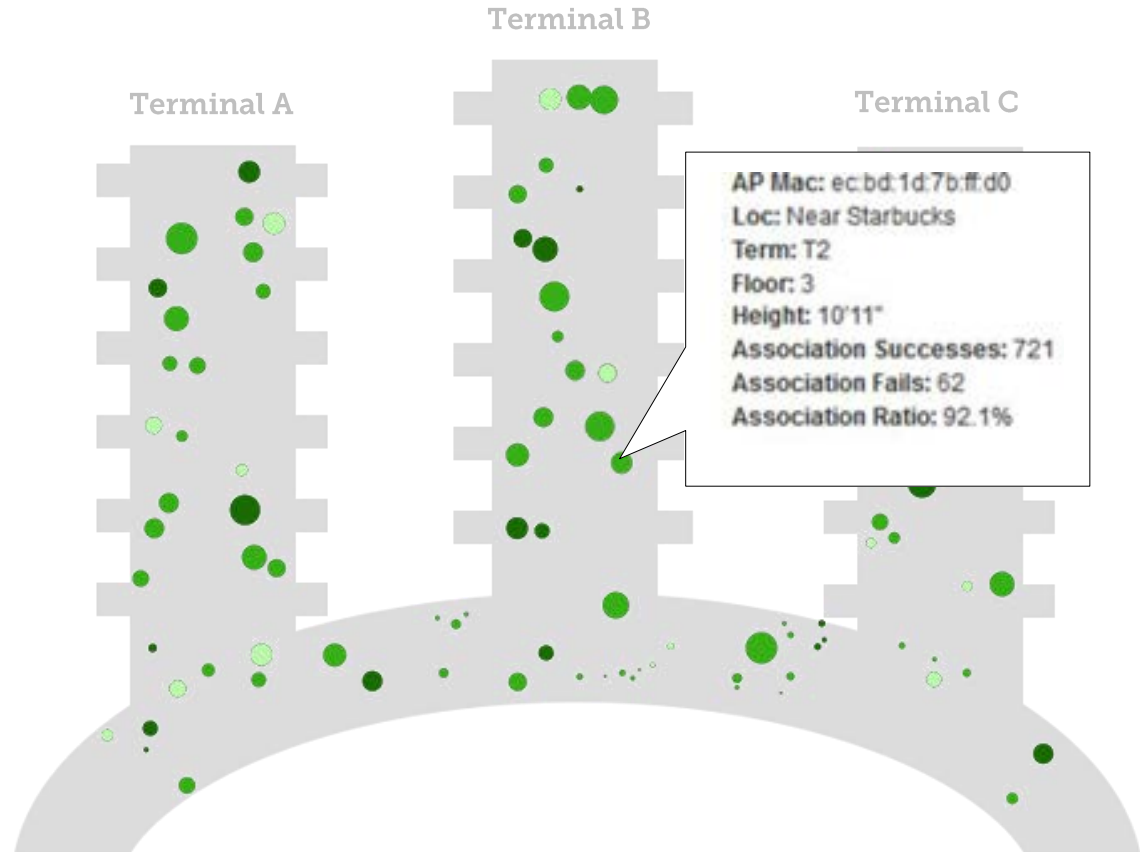 Terminal B
Terminal A
Terminal C
AP Mac: ec:bd:1d:7b:ff:d0
Loc: Near Starbucks
Term: T2
Floor: 3
Height: 10'11"
Association Successes: 721
Association Fails: 62
Association Ratio: 92.1%